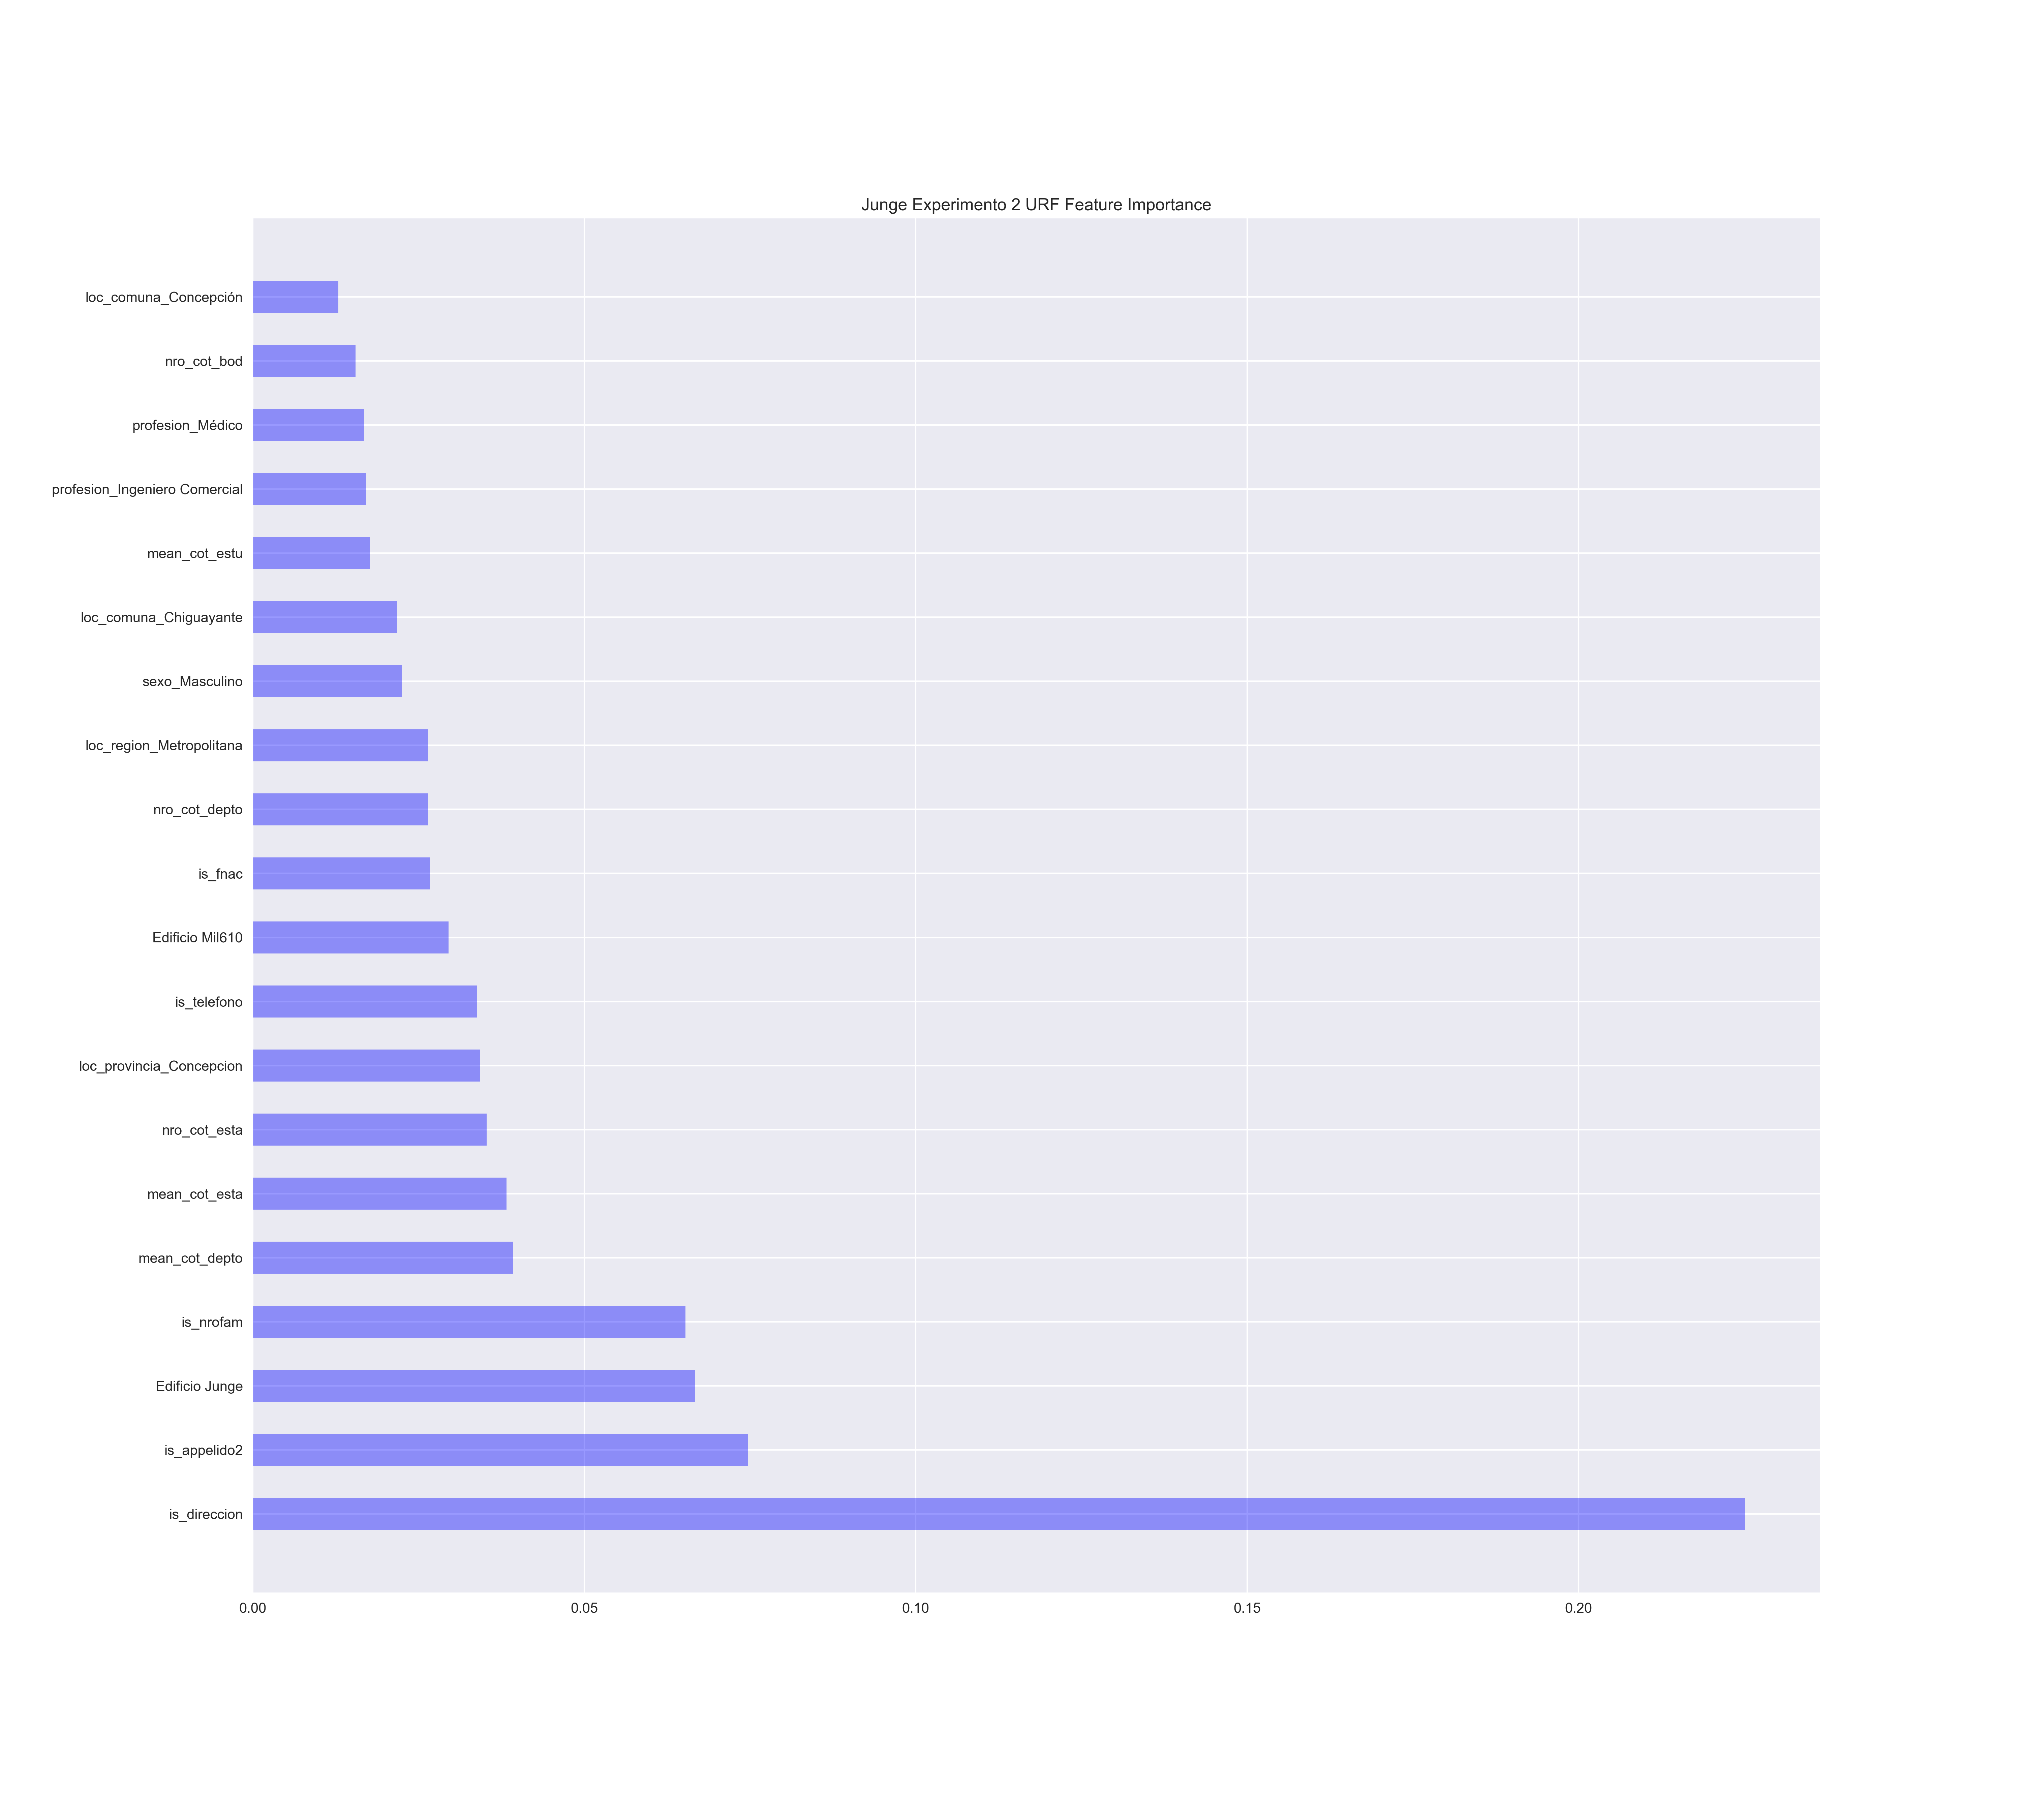 Junge Experimento 2 URF Feature Importance
loc_comuna_Concepción
nro_cot_bod
profesion_Médico
profesion_Ingeniero Comercial
mean_cot_estu
loc_comuna_Chiguayante
sexo_Masculino
loc_region_Metropolitana
nro_cot_depto
is_fnac
Edificio Mil610
is_telefono
loc_provincia_Concepcion
nro_cot_esta
mean_cot_esta
mean_cot_depto
is_nrofam
Edificio Junge
is_appelido2
is_direccion
0.00 0.05 0.10 0.15 0.20